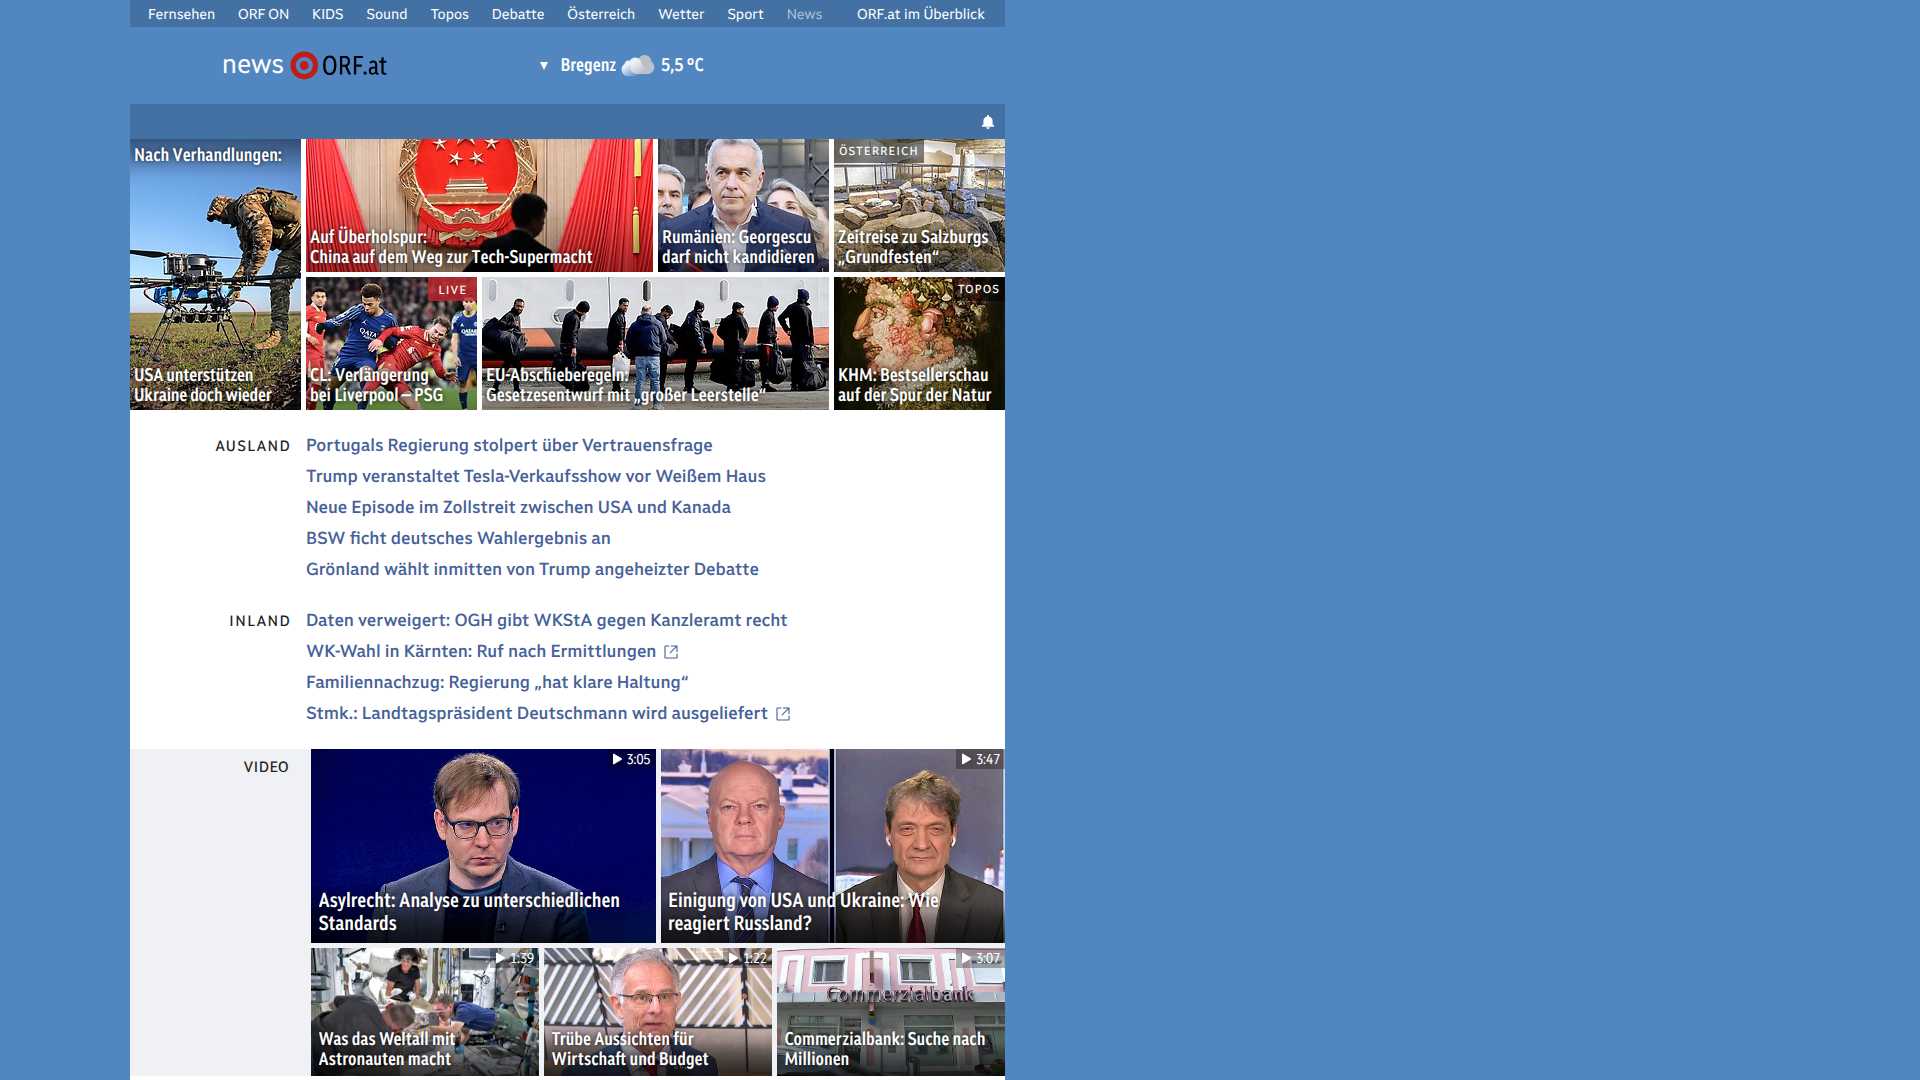 Fernsehen ORF ON KIDS Sound Topos Debatte Österreich Wetter Sport News ORF.at im Überblick
news ORF.at
▼ Bregenz 5,5 °C
Nach Verhandlungen:
USA unterstützen
Ukraine doch wieder
Auf Überholspur:
China auf dem Weg zur Tech-Supermacht
Rumänien: Georgescu
darf nicht kandidieren
ÖSTERREICH
Zeitreise zu Salzburgs
„Grundfesten“
LIVE
CL: Verlängerung
bei Liverpool – PSG
EU-Abschieberegeln:
Gesetzesentwurf mit „großer Leerstelle“
TOPOS
KHM: Bestsellerschau
auf der Spur der Natur
AUSLAND
Portugals Regierung stolpert über Vertrauensfrage
Trump veranstaltet Tesla-Verkaufsshow vor Weißem Haus
Neue Episode im Zollstreit zwischen USA und Kanada
BSW ficht deutsches Wahlergebnis an
Grönland wählt inmitten von Trump angeheizter Debatte
INLAND
Daten verweigert: OGH gibt WKStA gegen Kanzleramt recht
WK-Wahl in Kärnten: Ruf nach Ermittlungen
Familiennachzug: Regierung „hat klare Haltung“
Stmk.: Landtagspräsident Deutschmann wird ausgeliefert
VIDEO
3:05
Asylrecht: Analyse zu unterschiedlichen
Standards
3:47
Einigung von USA und Ukraine: Wie
reagiert Russland?
1:39
Was das Weltall mit
Astronauten macht
1:22
Trübe Aussichten für
Wirtschaft und Budget
3:07
Commerzialbank
Commerzialbank: Suche nach
Millionen